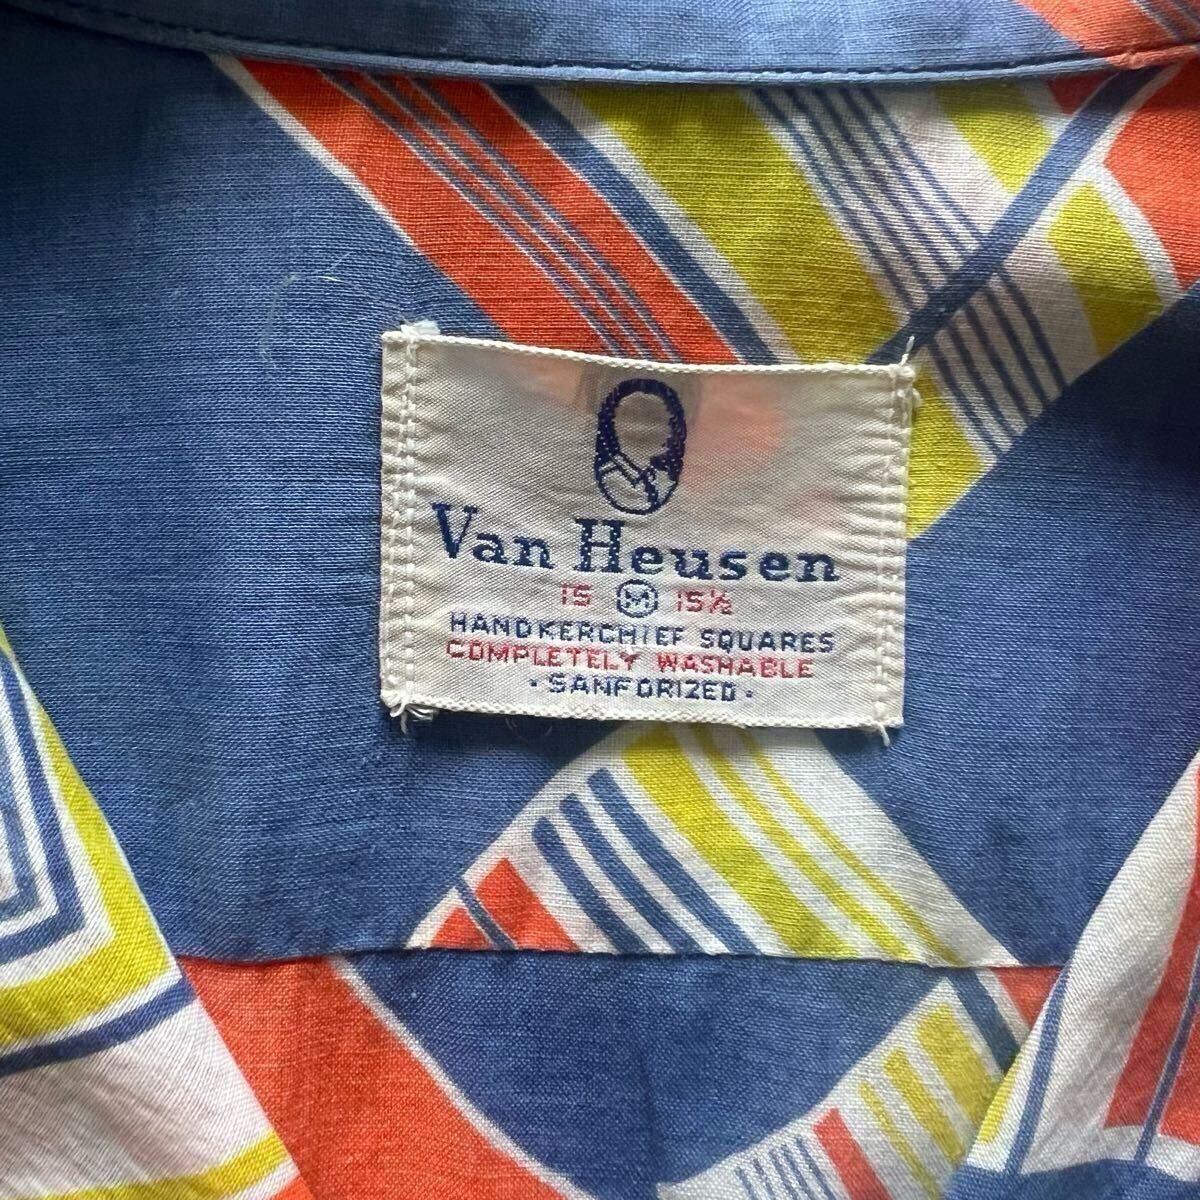 Van Heusen
15 M 15½
HANDKERCHIEF SQUARES
COMPLETELY WASHABLE
· SANFORIZED ·